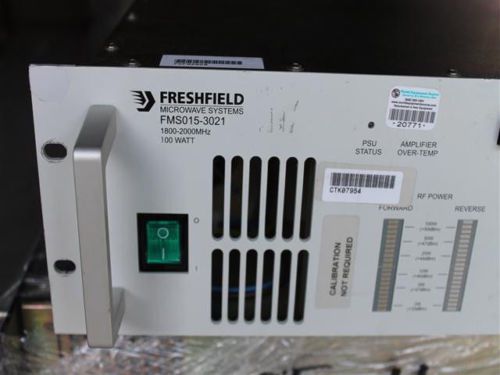 FRESHFIELD
MICROWAVE SYSTEMS
FMS015-3021
1800-2000MHz
100 WATT
-20771-
PSU
STATUS
AMPLIFIER
OVER-TEMP
CTK07954
RF POWER
FORWARD
REVERSE
CALIBRATION
NOT REQUIRED
O
I